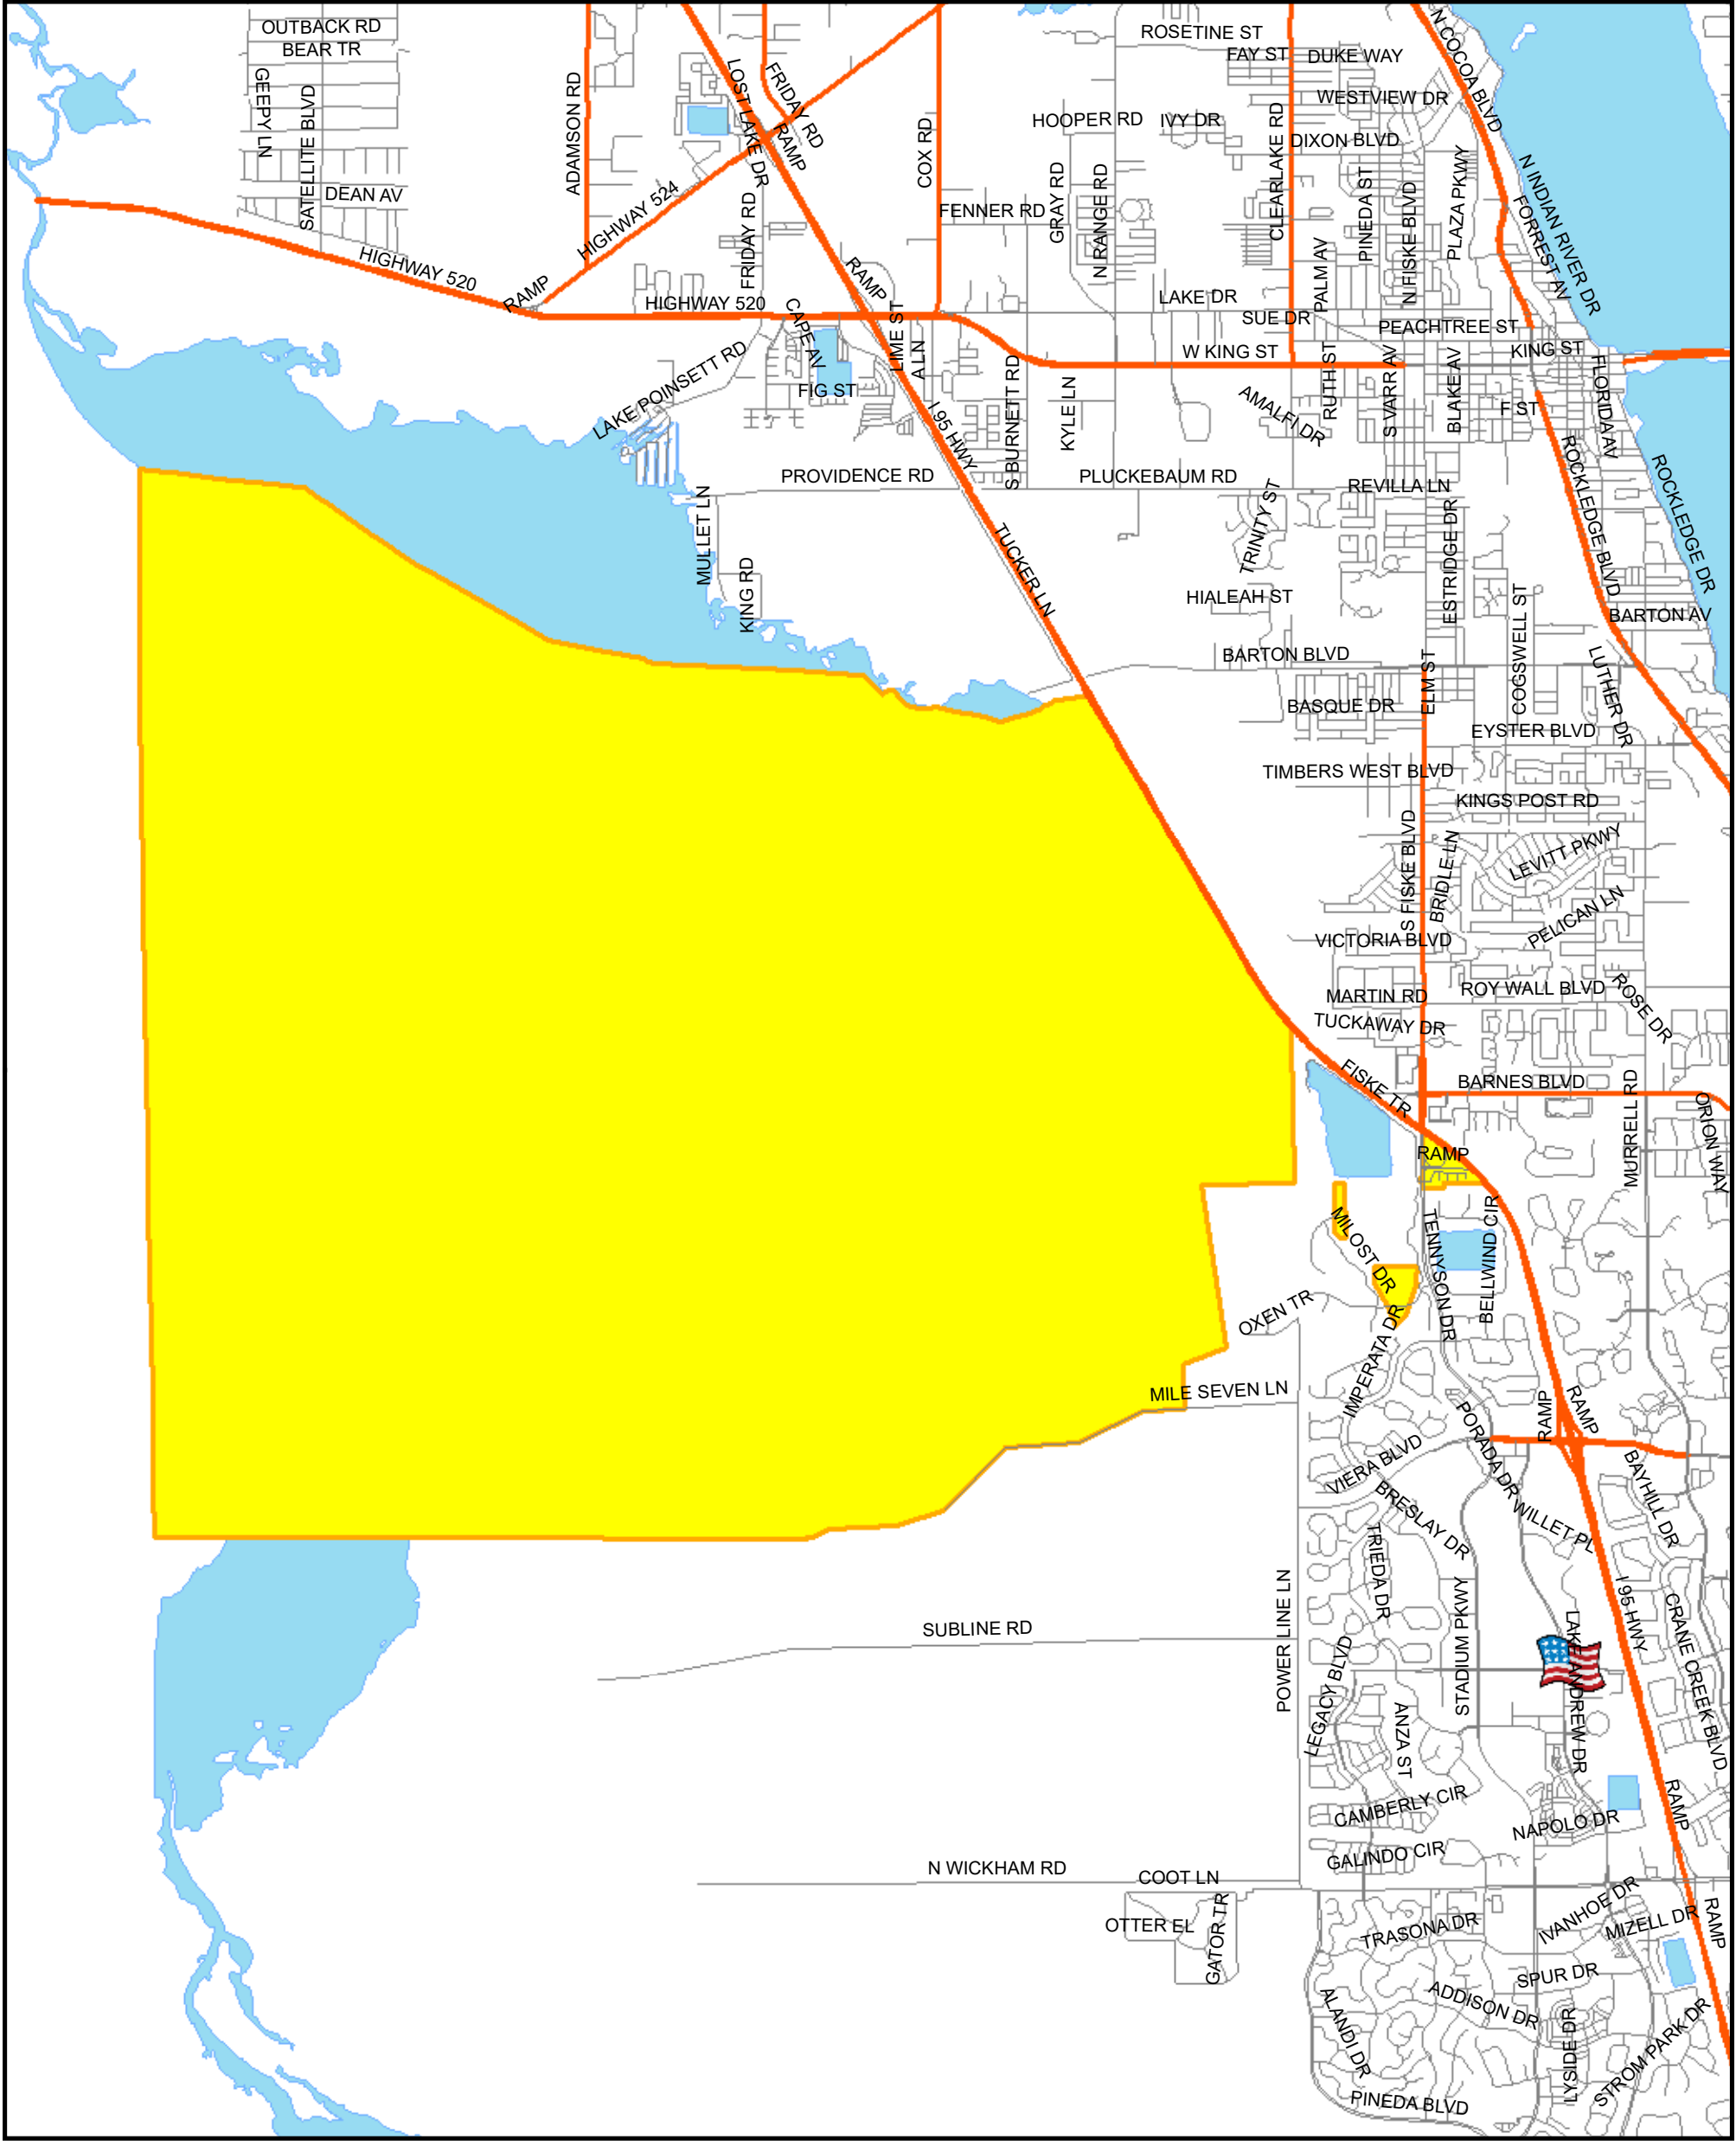 OUTBACK RD
BEAR TR
GEEPY LN
SATELLITE BLVD
DEAN AV
ADAMSON RD
LOST LAKE DR
FRIDAY RD
RAMP
COX RD
HIGHWAY 524
FRIDAY RD
HIGHWAY 520
RAMP
HIGHWAY 520
RAMP
CAPE AV
LIME ST
A LN
LAKE POINSETT RD
FIG ST
I 95 HWY
ROSETINE ST
FAY ST
DUKE WAY
N COCOA BLVD
WESTVIEW DR
HOOPER RD
IVY DR
CLEARLAKE RD
DIXON BLVD
GRAY RD
N RANGE RD
FENNER RD
PALM AV
PINEDA ST
N FISKE BLVD
PLAZA PKWY
N INDIAN RIVER DR
FORREST AV
LAKE DR
SUE DR
PEACHTREE ST
W KING ST
KING ST
S BURNETT RD
KYLE LN
AMALFI DR
RUTH ST
S VARR AV
BLAKE AV
F ST
FLORIDA AV
ROCKLEDGE BLVD
ROCKLEDGE DR
PROVIDENCE RD
PLUCKEBAUM RD
REVILLA LN
MULLET LN
KING RD
TUCKER LN
TRINITY ST
ESTRIDGE DR
HIALEAH ST
COGSWELL ST
BARTON AV
BARTON BLVD
ELM ST
LUTHER DR
BASQUE DR
EYSTER BLVD
TIMBERS WEST BLVD
KINGS POST RD
S FISKE BLVD
BRIDLE LN
LEVITT PKWY
PELICAN LN
VICTORIA BLVD
MARTIN RD
ROY WALL BLVD
ROSE DR
TUCKAWAY DR
FISKE TR
BARNES BLVD
MURRELL RD
ORION WAY
RAMP
MILOST DR
TENNYSON DR
BELLWIND CIR
OXEN TR
IMPERATA DR
MILE SEVEN LN
PORADA DR
RAMP
RAMP
VIERA BLVD
BRESLAY DR
WILLET PL
BAYHILL DR
TRIEDA DR
POWER LINE LN
STADIUM PKWY
I 95 HWY
CRANE CREEK BLVD
SUBLINE RD
LEGACY BLVD
LAKE ANDREW DR
ANZA ST
CAMBERLY CIR
NAPOLO DR
RAMP
GALINDO CIR
N WICKHAM RD
COOT LN
OTTER EL
GATOR TR
TRASONA DR
IVANHOE DR
MIZELL DR
RAMP
SPUR DR
ADDISON DR
ALANDI DR
LYSIDE DR
STROM PARK DR
PINEDA BLVD